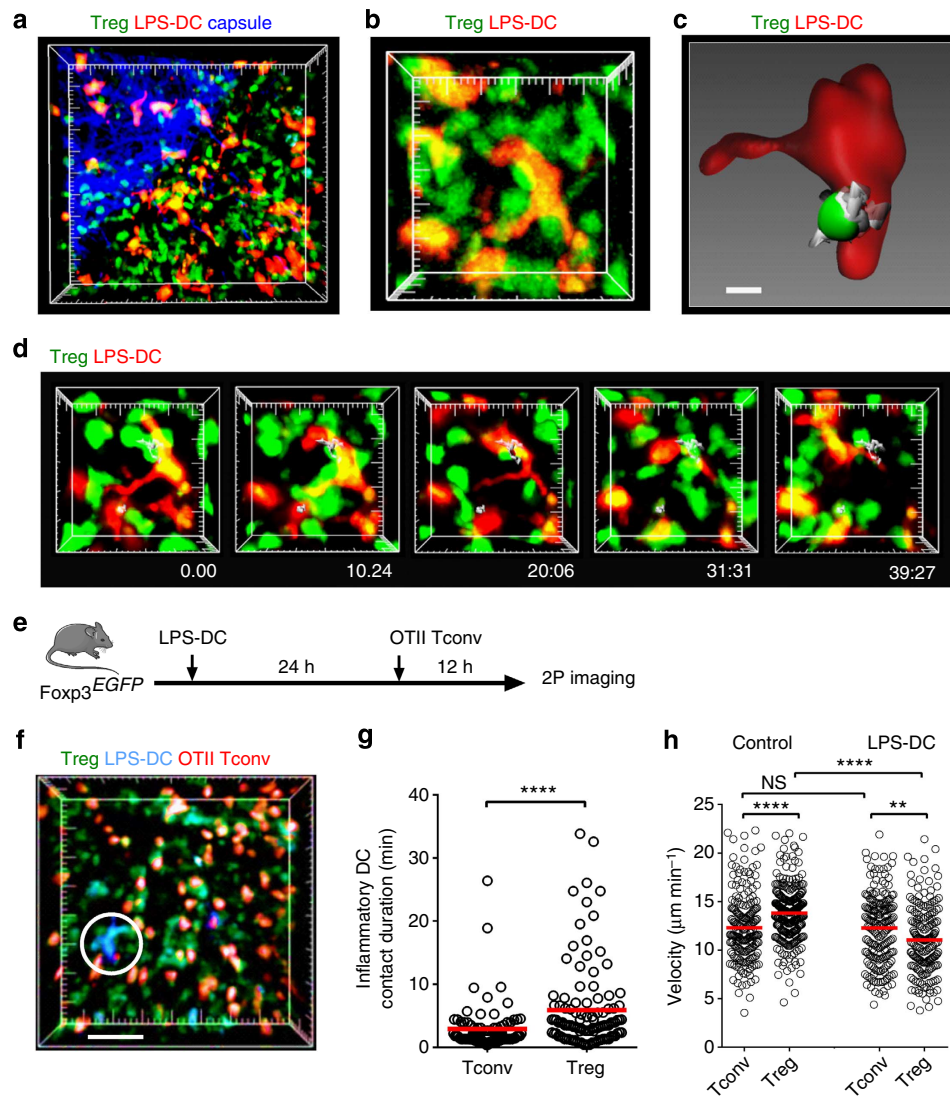 a
Treg LPS-DC capsule
b
Treg LPS-DC
c
Treg LPS-DC
d
Treg LPS-DC
0.00
10.24
20:06
31:31
39:27
e
LPS-DC
OTII Tconv
24 h
12 h
2P imaging
Foxp3EGFP
f
Treg LPS-DC OTII Tconv
g
****
40
30
20
10
0
Inflammatory DC
contact duration (min)
Tconv
Treg
h
Control
LPS-DC
****
NS
****
**
25
20
15
10
5
0
Velocity (µm min−1)
Tconv
Treg
Tconv
Treg